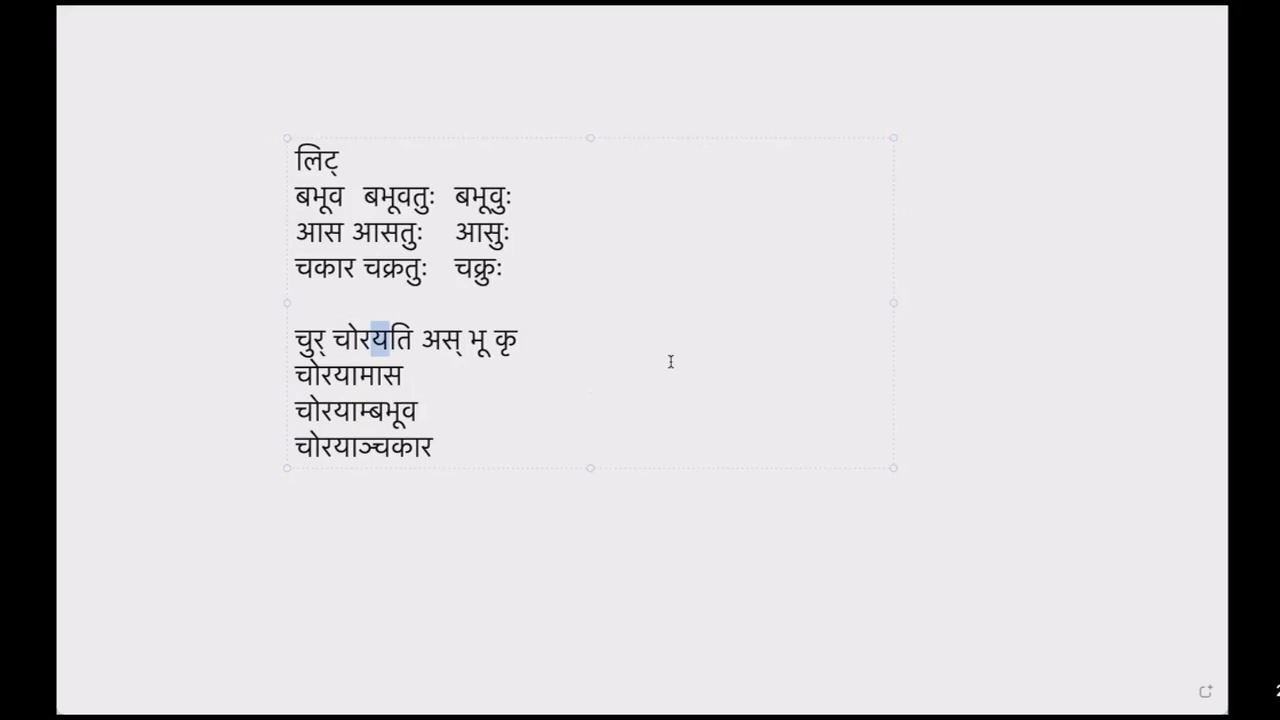 लिट्
बभूव बभूवतुः बभूवुः
आस आसतुः आसुः
चकार चक्रतुः चक्रुः
चुर् चोरयति अस् भू कृ
चोरयामास
चोरयाम्बभूव
चोरयाञ्चकार